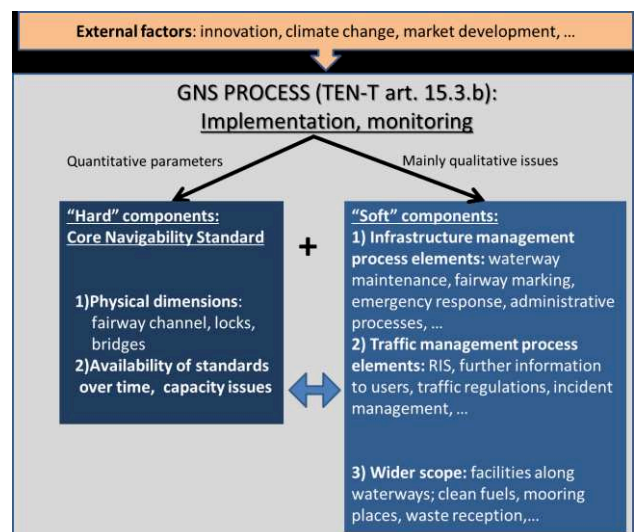 External factors: innovation, climate change, market development, …
GNS PROCESS (TEN-T art. 15.3.b):
Implementation, monitoring
Quantitative parameters
Mainly qualitative issues
"Hard" components:
Core Navigability Standard
1)Physical dimensions:
fairway channel, locks,
bridges
2)Availability of standards
over time, capacity issues
+
"Soft" components:
1) Infrastructure management
process elements: waterway
maintenance, fairway marking,
emergency response, administrative
processes, …
2) Traffic management process
elements: RIS, further information
to users, traffic regulations, incident
management, …
3) Wider scope: facilities along
waterways; clean fuels, mooring
places, waste reception,…